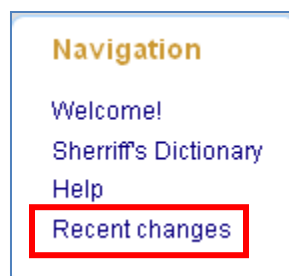 Navigation
Welcome!
Sherriff's Dictionary
Help
Recent changes